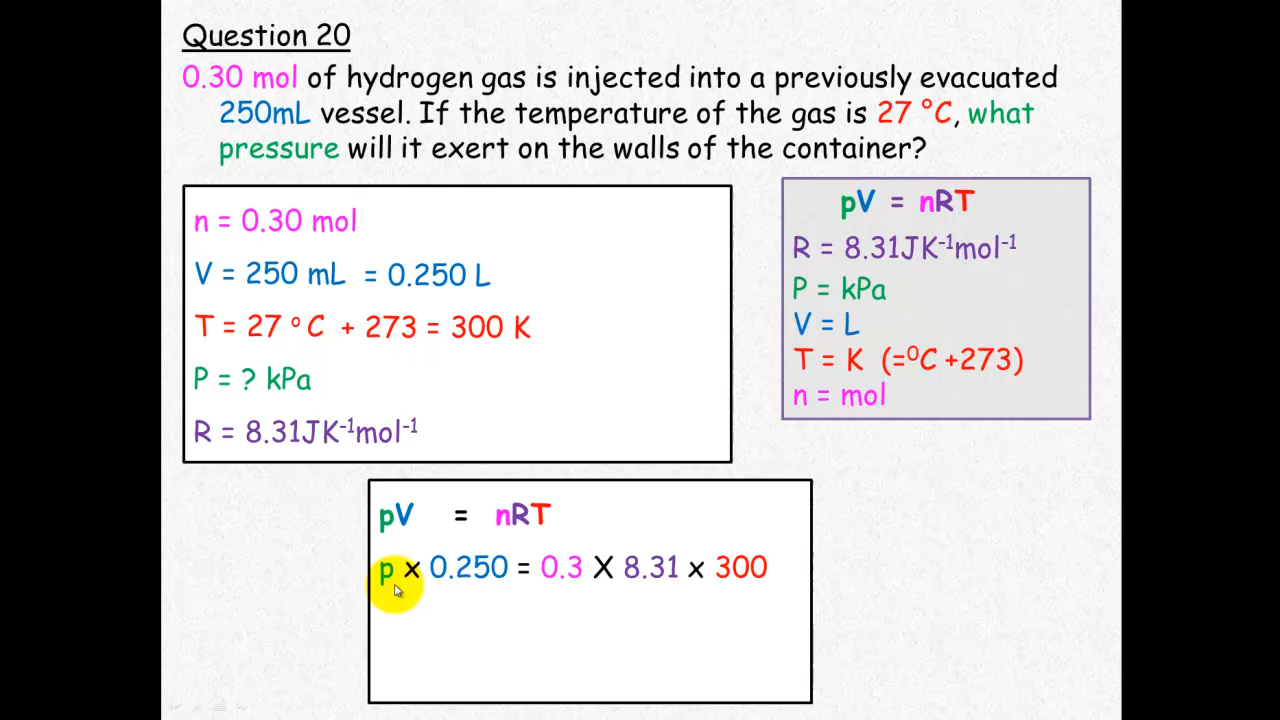 Question 20
0.30 mol of hydrogen gas is injected into a previously evacuated
250mL vessel. If the temperature of the gas is 27 °C, what
pressure will it exert on the walls of the container?
n = 0.30 mol
V = 250 mL = 0.250 L
T = 27 ᵒ C + 273 = 300 K
P = ? kPa
R = 8.31JK⁻¹mol⁻¹
pV = nRT
R = 8.31JK⁻¹mol⁻¹
P = kPa
V = L
T = K (=⁰C +273)
n = mol
pV = nRT
p x 0.250 = 0.3 X 8.31 x 300